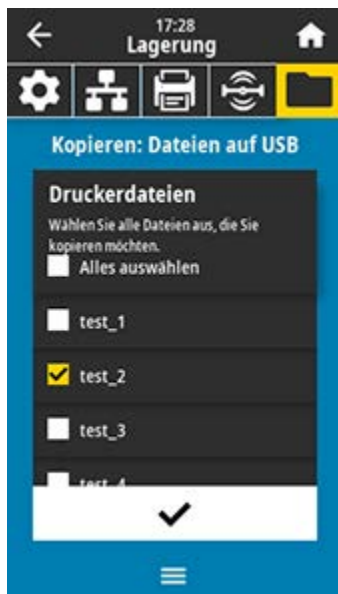 17:28
Lagerung
Kopieren: Dateien auf USB
Druckerdateien
Wählen Sie alle Dateien aus, die Sie
kopieren möchten.
Alles auswählen
test_1
test_2
test_3
test_4